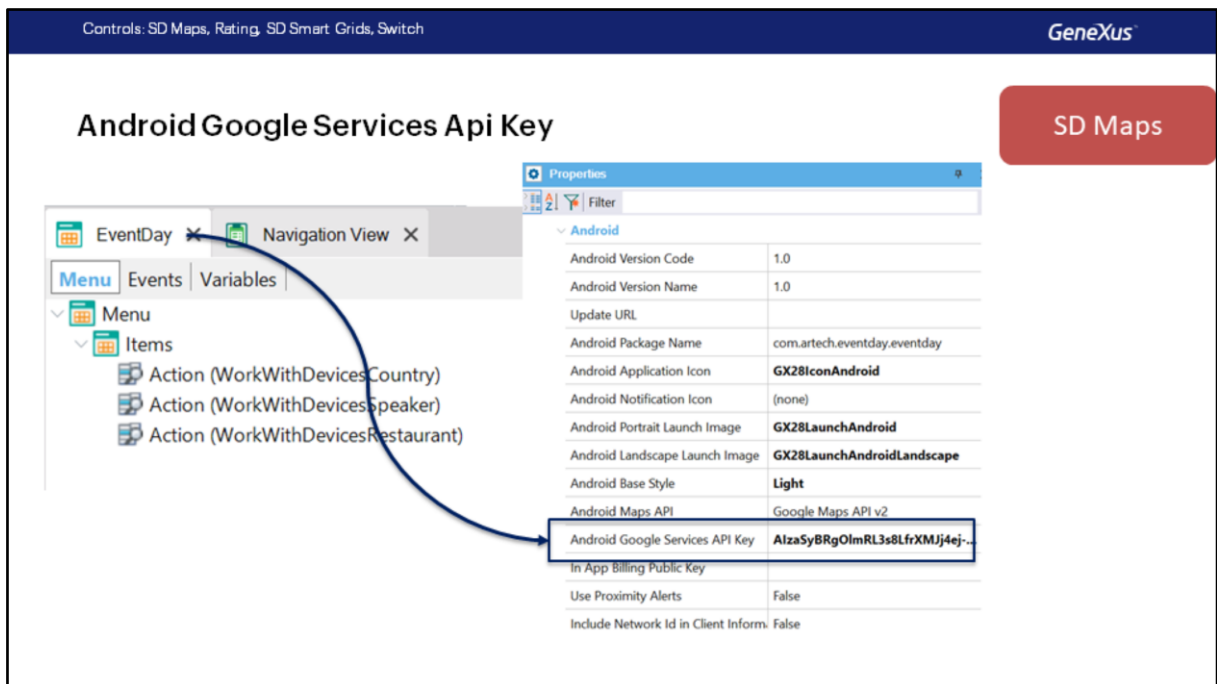 Controls: SD Maps, Rating, SD Smart Grids, Switch
GeneXus™
Android Google Services Api Key
SD Maps
EventDay
Navigation View
Menu Events Variables
Menu
Items
Action (WorkWithDevicesCountry)
Action (WorkWithDevicesSpeaker)
Action (WorkWithDevicesRestaurant)
Properties
Filter
Android
Android Version Code 1.0
Android Version Name 1.0
Update URL
Android Package Name com.artech.eventday.eventday
Android Application Icon GX28IconAndroid
Android Notification Icon (none)
Android Portrait Launch Image GX28LaunchAndroid
Android Landscape Launch Image GX28LaunchAndroidLandscape
Android Base Style Light
Android Maps API Google Maps API v2
Android Google Services API Key AIzaSyBRgOlmRL3s8LfrXMJj4ej-...
In App Billing Public Key
Use Proximity Alerts False
Include Network Id in Client Inform False